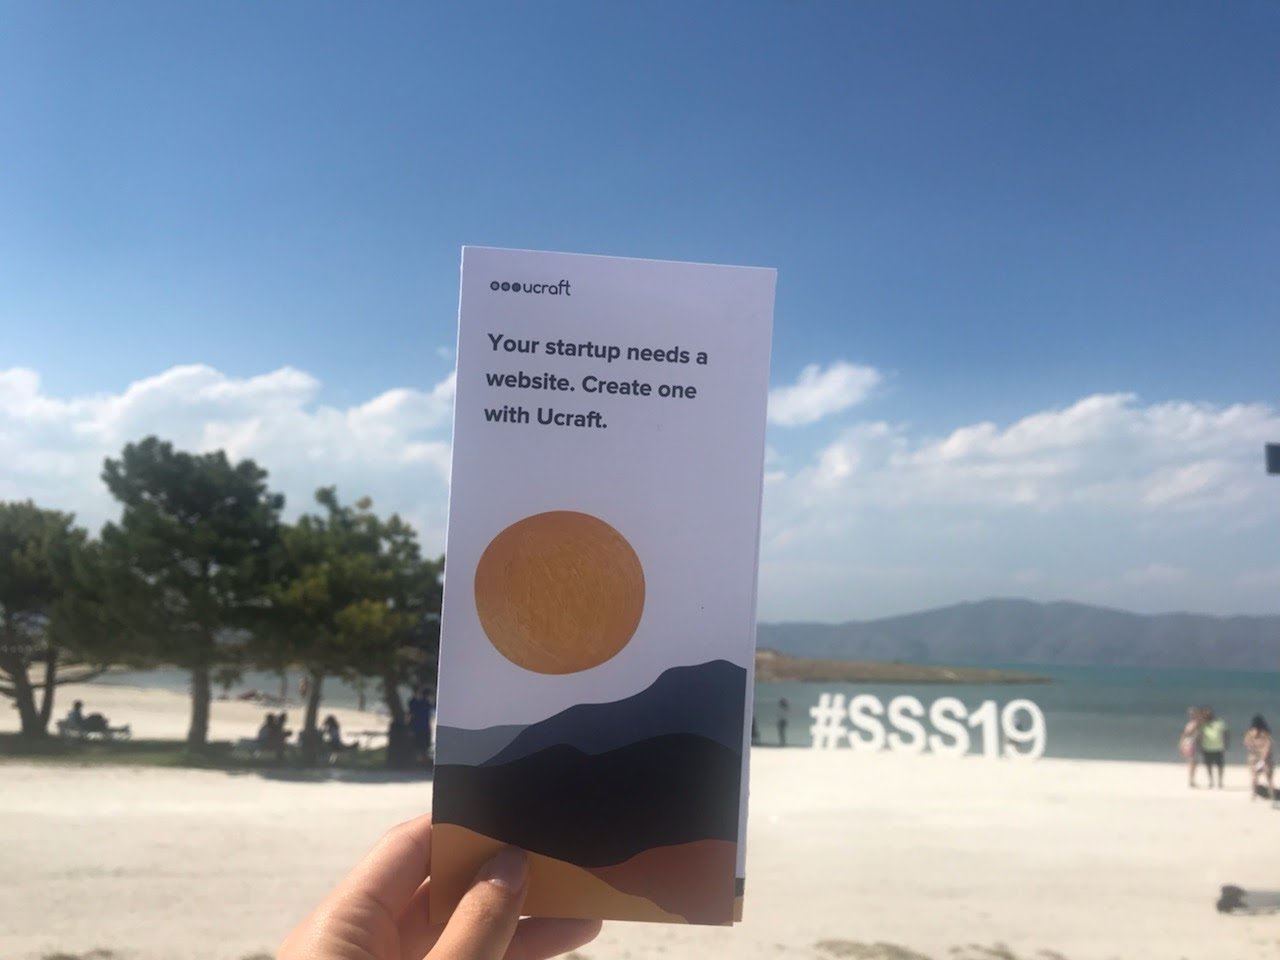 ucraft
Your startup needs a
website. Create one
with Ucraft.
#SSS19